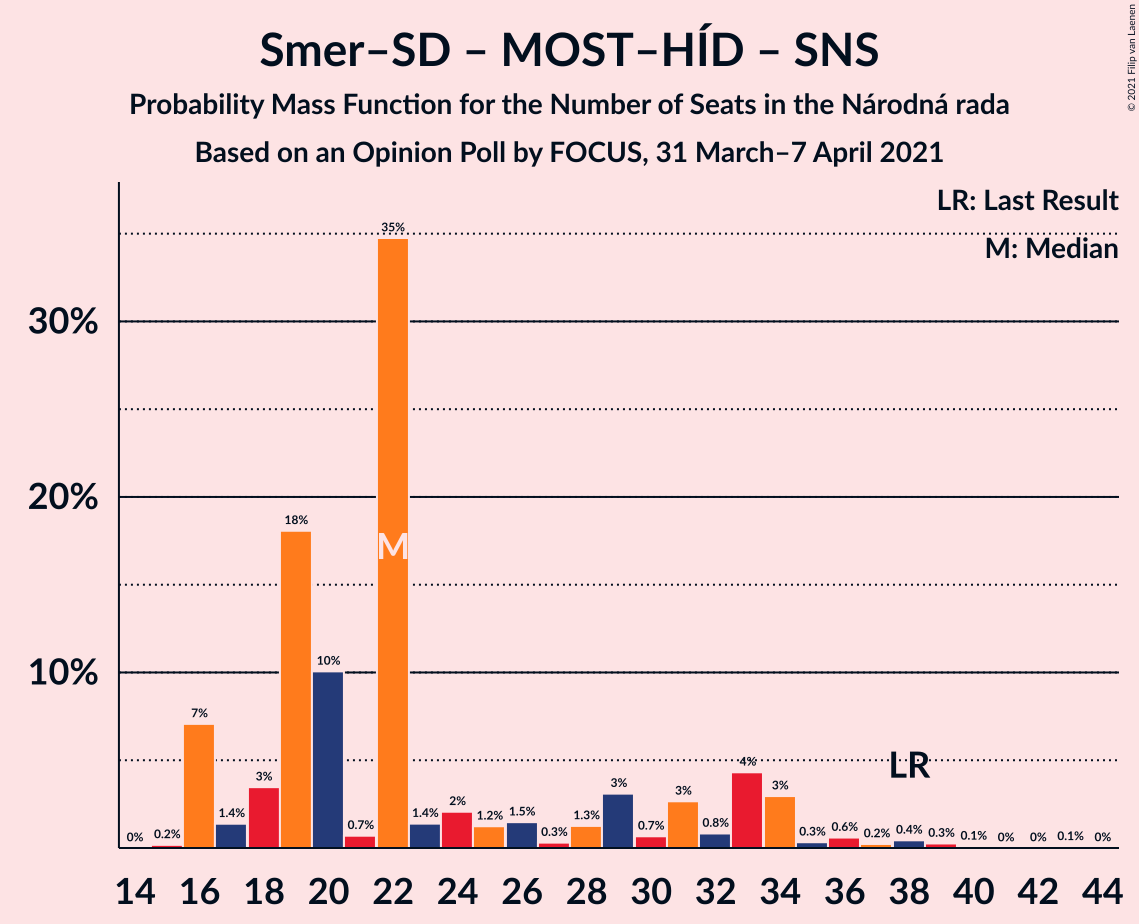 Smer–SD – MOST–HÍD – SNS
Probability Mass Function for the Number of Seats in the Národná rada
Based on an Opinion Poll by FOCUS, 31 March–7 April 2021
© 2021 Filip van Laenen
LR: Last Result
M: Median
30%
20%
10%
0% 0.2% 7% 1.4% 3% 18% 10% 0.7% 35% 1.4% 2% 1.2% 1.5% 0.3% 1.3% 3% 0.7% 3% 0.8% 4% 3% 0.3% 0.6% 0.2% 0.4% 0.3% 0.1% 0% 0% 0.1% 0%
M
LR
14 16 18 20 22 24 26 28 30 32 34 36 38 40 42 44